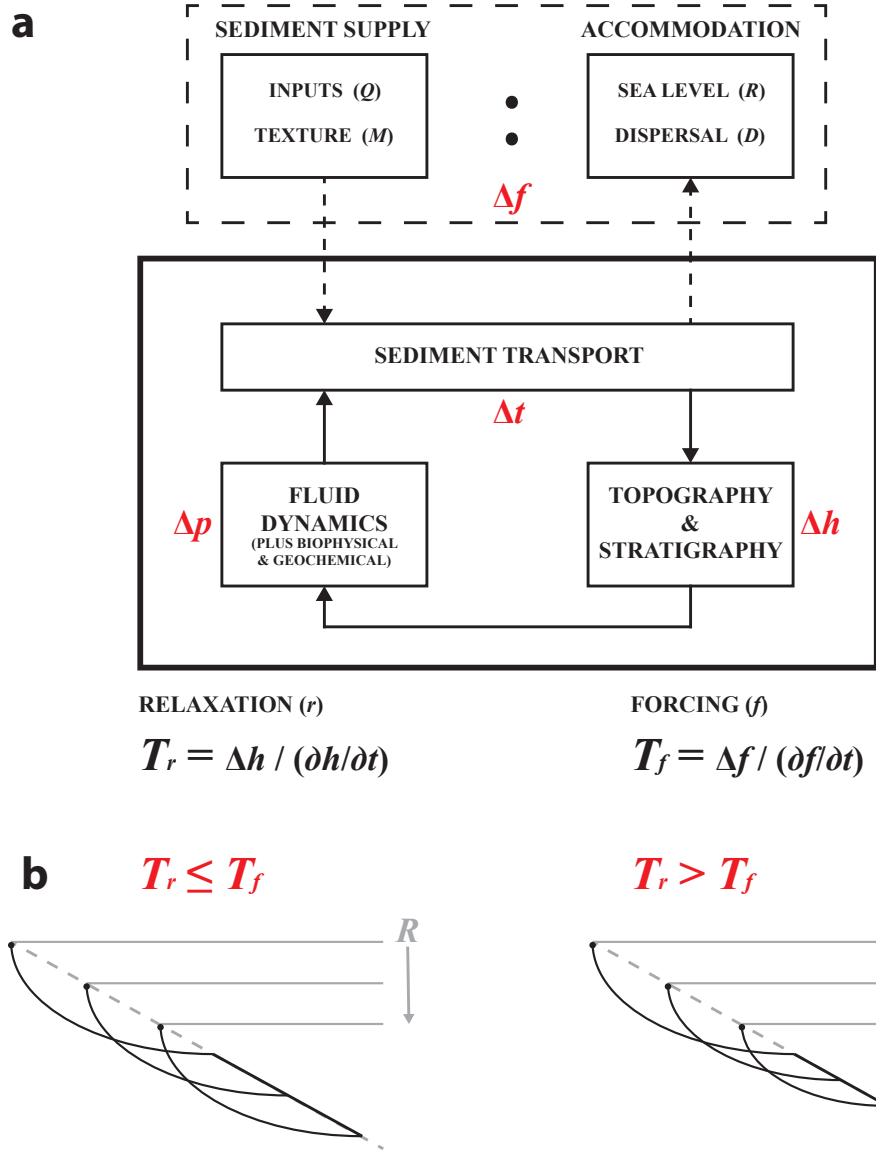 a
SEDIMENT SUPPLY
ACCOMMODATION
INPUTS (Q)
TEXTURE (M)
SEA LEVEL (R)
DISPERSAL (D)
Δf
SEDIMENT TRANSPORT
Δt
Δp
FLUID
DYNAMICS
(PLUS BIOPHYSICAL
& GEOCHEMICAL)
TOPOGRAPHY
&
STRATIGRAPHY
Δh
RELAXATION (r)
FORCING (f)
Tr = Δh / (∂h/∂t)
Tf = Δf / (∂f/∂t)
b
Tr ≤ Tf
Tr > Tf
R